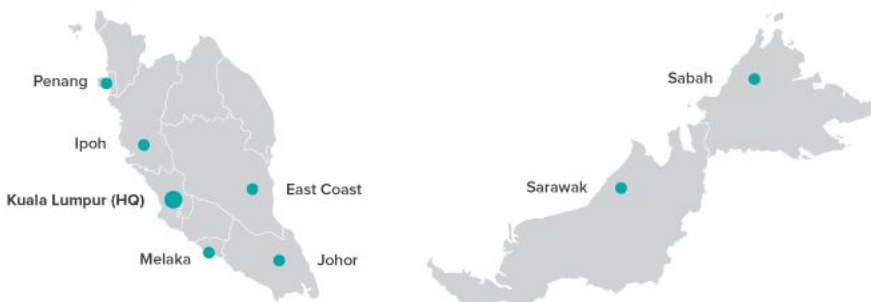 Penang
Ipoh
Kuala Lumpur (HQ)
East Coast
Melaka
Johor
Sabah
Sarawak